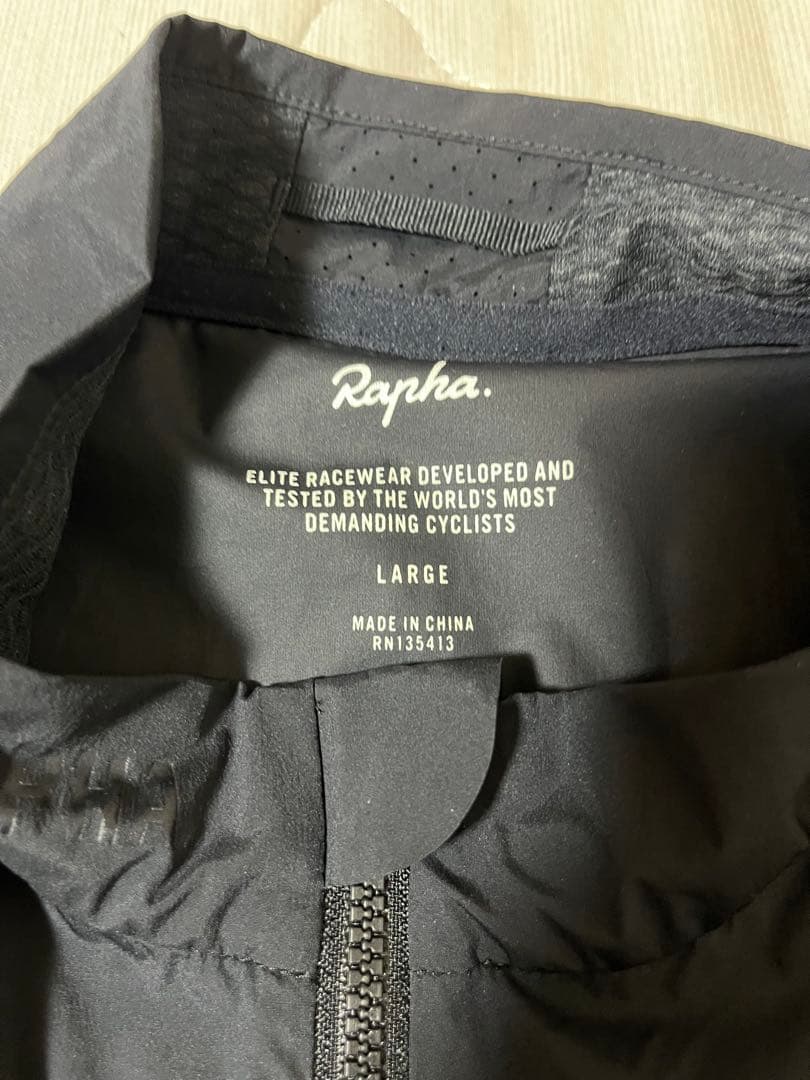 Rapha.
ELITE RACEWEAR DEVELOPED AND
TESTED BY THE WORLD'S MOST
DEMANDING CYCLISTS
LARGE
MADE IN CHINA
RN135413